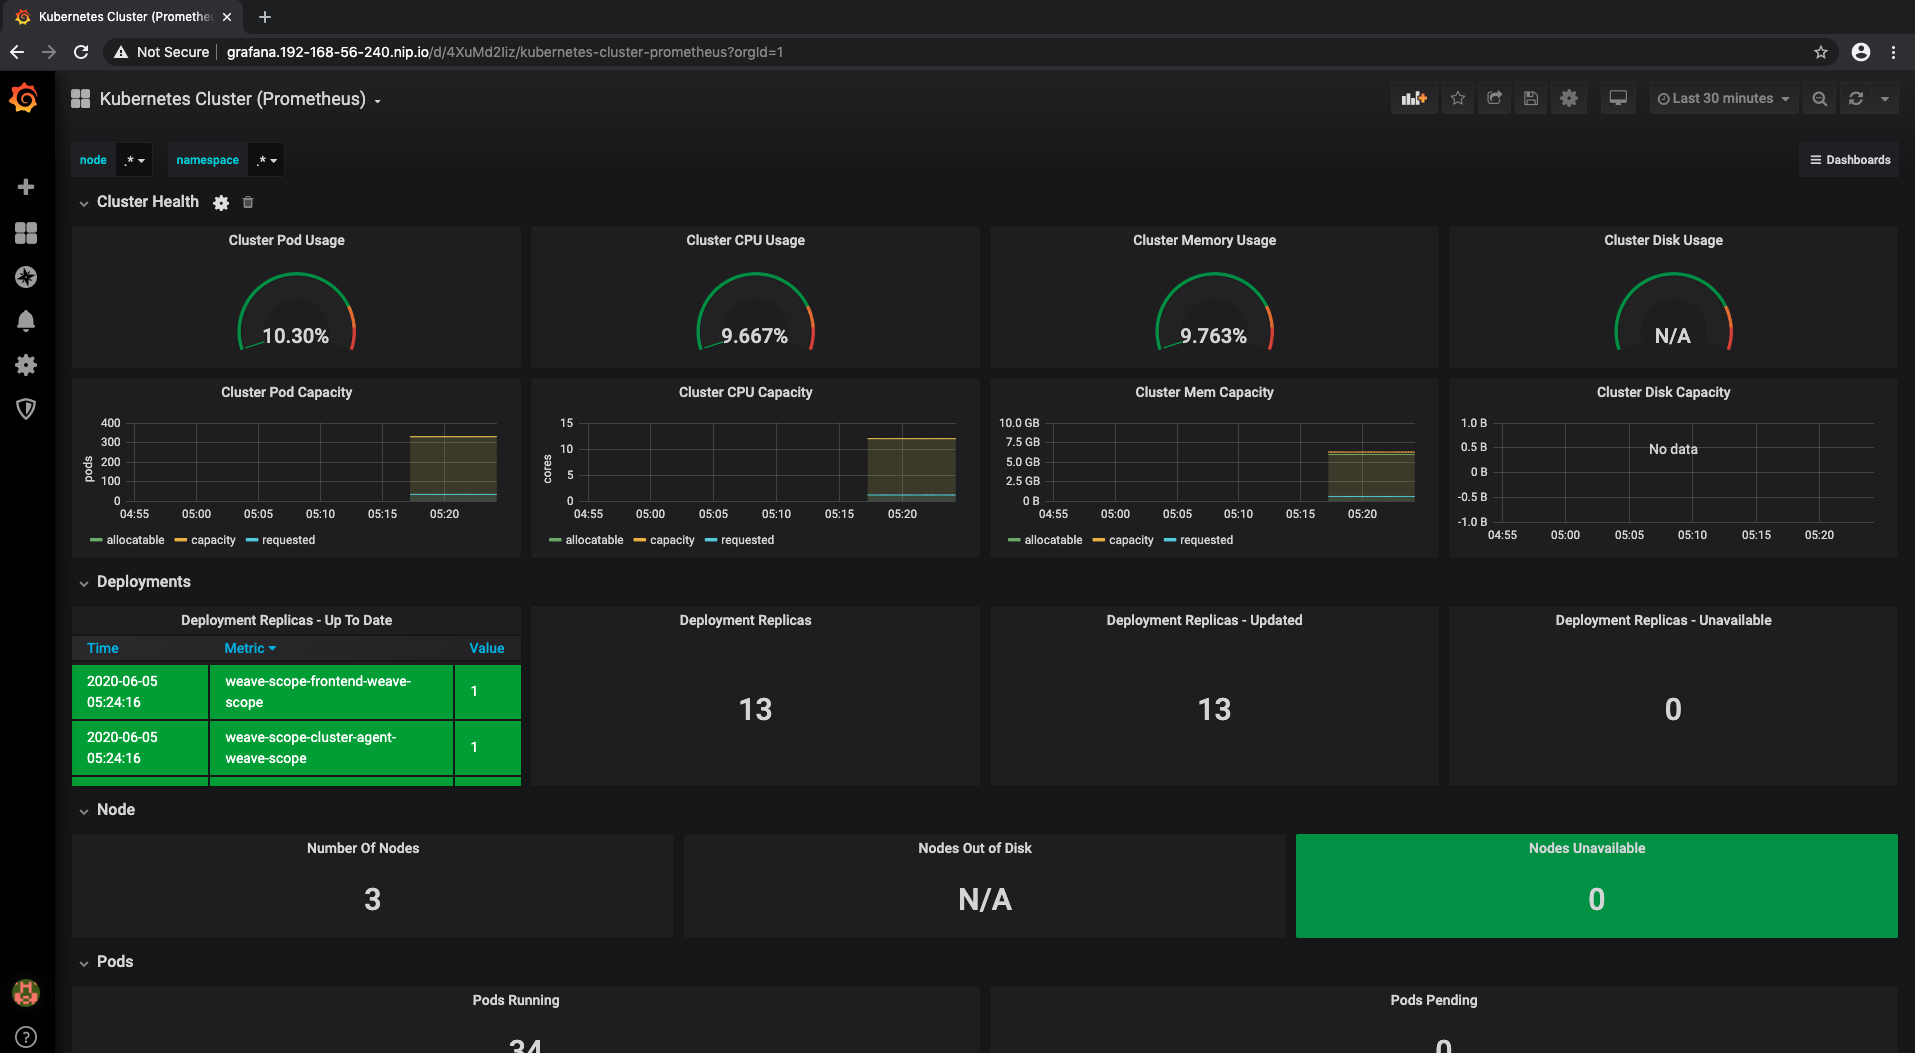 Kubernetes Cluster (Promethe
Not Secure grafana.192-168-56-240.nip.io/d/4XuMd2Iiz/kubernetes-cluster-prometheus?orgId=1
Kubernetes Cluster (Prometheus)
Last 30 minutes
node .* namespace .*
Dashboards
Cluster Health
Cluster Pod Usage
10.30%
Cluster CPU Usage
9.667%
Cluster Memory Usage
9.763%
Cluster Disk Usage
N/A
Cluster Pod Capacity
pods
400
300
200
100
0
04:55 05:00 05:05 05:10 05:15 05:20
allocatable capacity requested
Cluster CPU Capacity
cores
15
10
5
0
04:55 05:00 05:05 05:10 05:15 05:20
allocatable capacity requested
Cluster Mem Capacity
10.0 GB
7.5 GB
5.0 GB
2.5 GB
0 B
04:55 05:00 05:05 05:10 05:15 05:20
allocatable capacity requested
Cluster Disk Capacity
1.0 B
0.5 B
0 B
-0.5 B
-1.0 B
No data
04:55 05:00 05:05 05:10 05:15 05:20
Deployments
Deployment Replicas - Up To Date
Time Metric Value
2020-06-05 05:24:16 weave-scope-frontend-weave-scope 1
2020-06-05 05:24:16 weave-scope-cluster-agent-weave-scope 1
Deployment Replicas
13
Deployment Replicas - Updated
13
Deployment Replicas - Unavailable
0
Node
Number Of Nodes
3
Nodes Out of Disk
N/A
Nodes Unavailable
0
Pods
Pods Running
34
Pods Pending
0